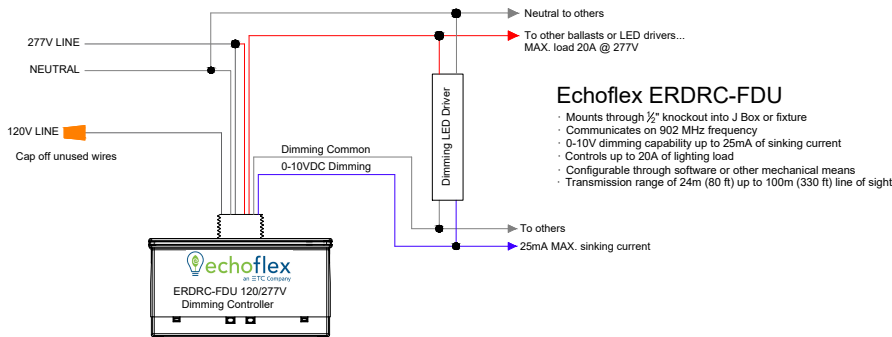 Neutral to others
To other ballasts or LED drivers...
MAX. load 20A @ 277V
277V LINE
NEUTRAL
120V LINE
Cap off unused wires
Dimming Common
0-10VDC Dimming
Dimming LED Driver
Echoflex ERDRC-FDU
· Mounts through ½" knockout into J Box or fixture
· Communicates on 902 MHz frequency
· 0-10V dimming capability up to 25mA of sinking current
· Controls up to 20A of lighting load
· Configurable through software or other mechanical means
· Transmission range of 24m (80 ft) up to 100m (330 ft) line of sight
To others
25mA MAX. sinking current
echoflex
an ETC Company
ERDRC-FDU 120/277V
Dimming Controller